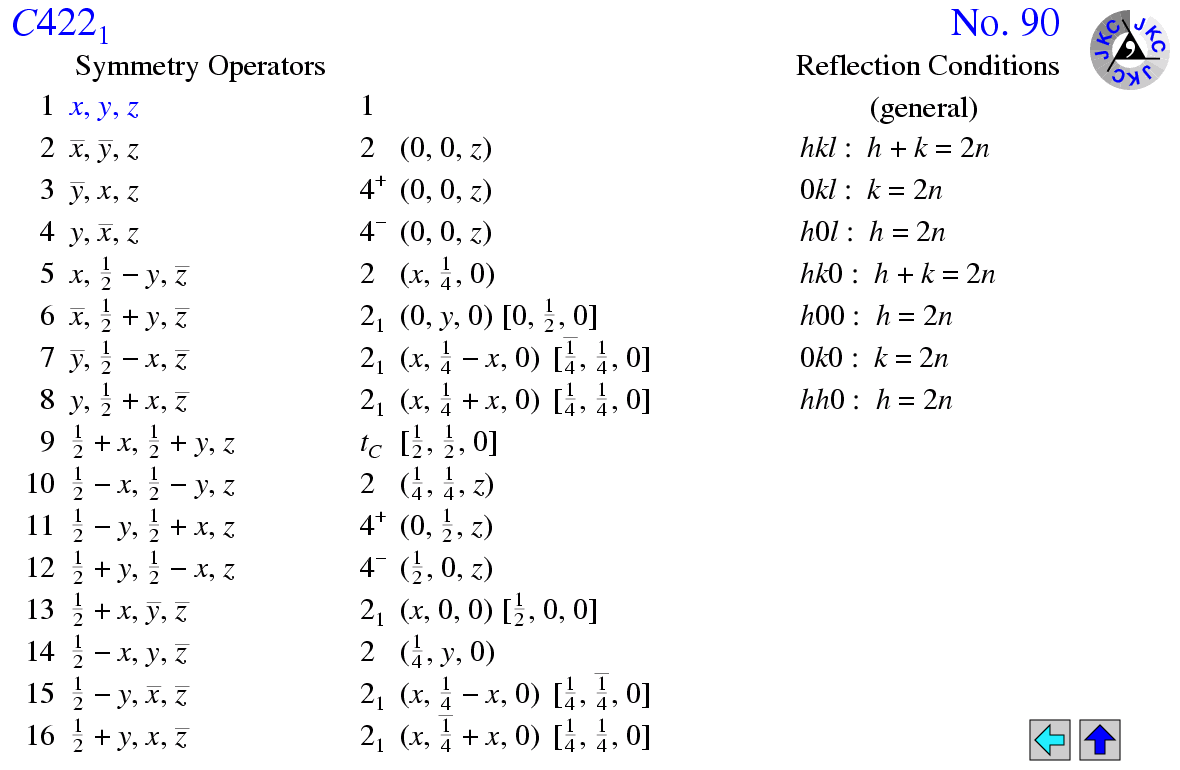 C422₁ No. 90
JKC JKC JKC JKC
Symmetry Operators Reflection Conditions
1 x, y, z 1 (general)
2 x̅, y̅, z 2 (0, 0, z) hkl : h + k = 2n
3 y̅, x, z 4⁺ (0, 0, z) 0kl : k = 2n
4 y, x̅, z 4⁻ (0, 0, z) h0l : h = 2n
5 x, 1/2 − y, z̅ 2 (x, 1/4, 0) hk0 : h + k = 2n
6 x̅, 1/2 + y, z̅ 2₁ (0, y, 0) [0, 1/2, 0] h00 : h = 2n
7 y̅, 1/2 − x, z̅ 2₁ (x, 1/4 − x, 0) [1̅/4, 1/4, 0] 0k0 : k = 2n
8 y, 1/2 + x, z̅ 2₁ (x, 1/4 + x, 0) [1/4, 1/4, 0] hh0 : h = 2n
9 1/2 + x, 1/2 + y, z t_C [1/2, 1/2, 0]
10 1/2 − x, 1/2 − y, z 2 (1/4, 1/4, z)
11 1/2 − y, 1/2 + x, z 4⁺ (0, 1/2, z)
12 1/2 + y, 1/2 − x, z 4⁻ (1/2, 0, z)
13 1/2 + x, y̅, z̅ 2₁ (x, 0, 0) [1/2, 0, 0]
14 1/2 − x, y, z̅ 2 (1/4, y, 0)
15 1/2 − y, x̅, z̅ 2₁ (x, 1/4 − x, 0) [1/4, 1̅/4, 0]
16 1/2 + y, x, z̅ 2₁ (x, 1̅/4 + x, 0) [1/4, 1/4, 0]